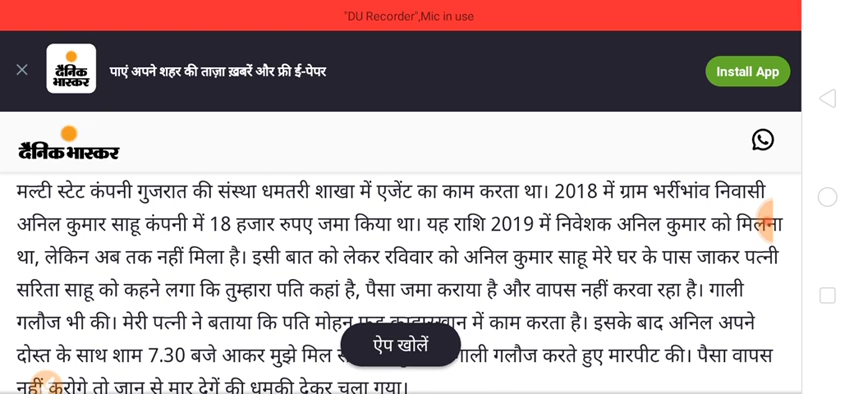 "DU Recorder",Mic in use
दैनिक भास्कर
पाएं अपने शहर की ताज़ा ख़बरें और फ्री ई-पेपर
Install App
दैनिक भास्कर
मल्टी स्टेट कंपनी गुजरात की संस्था धमतरी शाखा में एजेंट का काम करता था। 2018 में ग्राम भर्रीभांव निवासी
अनिल कुमार साहू कंपनी में 18 हजार रुपए जमा किया था। यह राशि 2019 में निवेशक अनिल कुमार को मिलना
था, लेकिन अब तक नहीं मिला है। इसी बात को लेकर रविवार को अनिल कुमार साहू मेरे घर के पास जाकर पत्नी
सरिता साहू को कहने लगा कि तुम्हारा पति कहां है, पैसा जमा कराया है और वापस नहीं करवा रहा है। गाली
गलौज भी की। मेरी पत्नी ने बताया कि पति मोहन में काम करता है। इसके बाद अनिल अपने
दोस्त के साथ शाम 7.30 बजे आकर मुझे मिल गाली गलौज करते हुए मारपीट की। पैसा वापस
नहीं करोगे तो जान से मार देगें की धमकी देकर चला गया।
ऐप खोलें